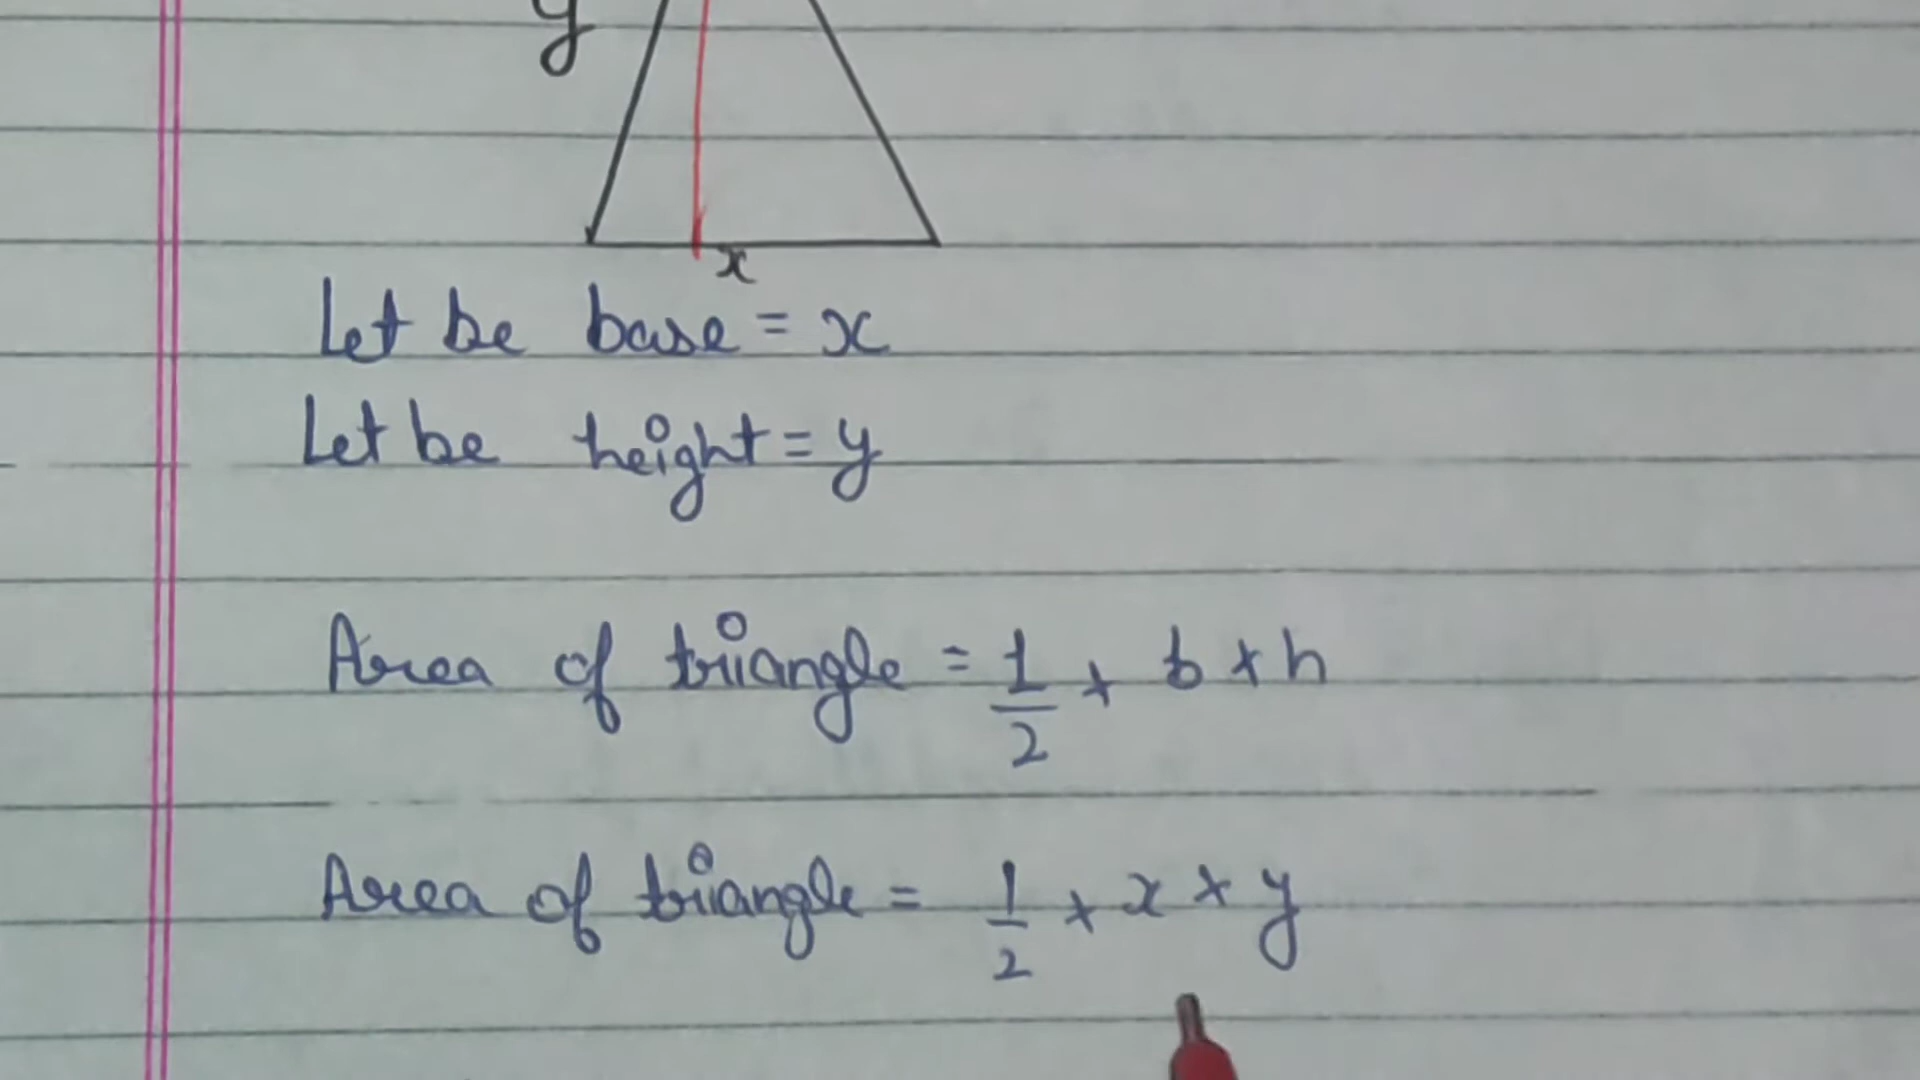 y
x
Let be base = x
Let be height = y
Area of triangle = 1/2 × b × h
Area of triangle = 1/2 × x × y